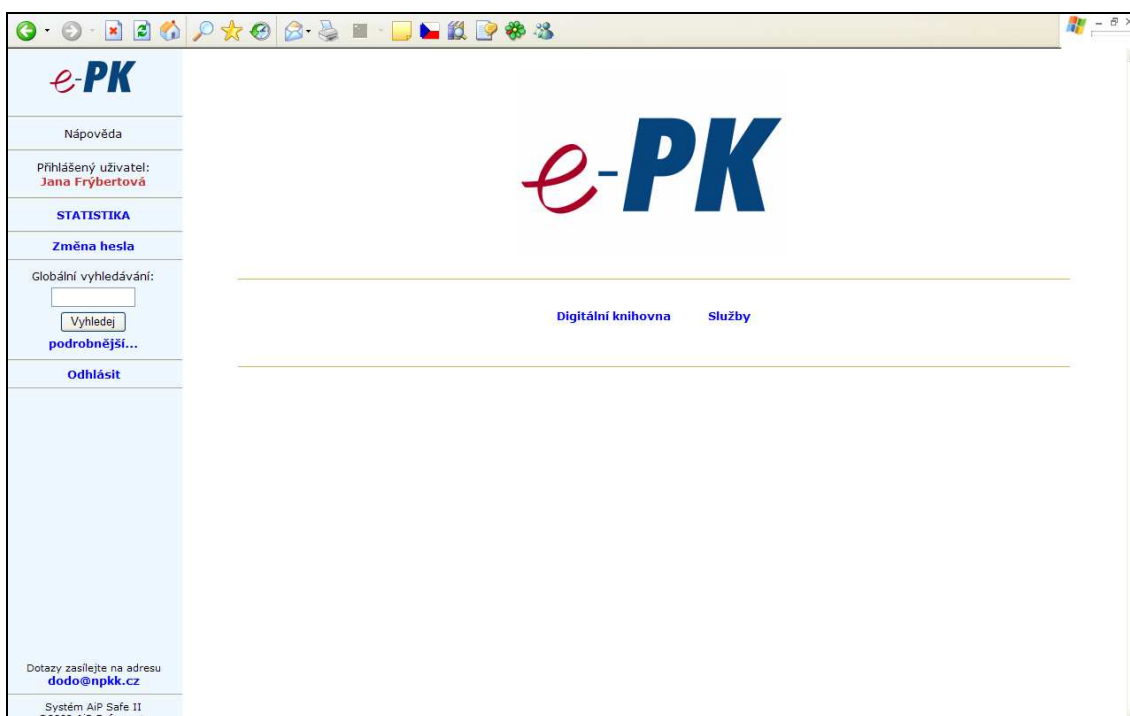 e-PK
Nápověda
Přihlášený uživatel:
Jana Frýbertová
STATISTIKA
Změna hesla
Globální vyhledávání:
Vyhledej
podrobnější...
Odhlásit
Dotazy zasílejte na adresu
dodo@npkk.cz
Systém AiP Safe II
e-PK
Digitální knihovna Služby